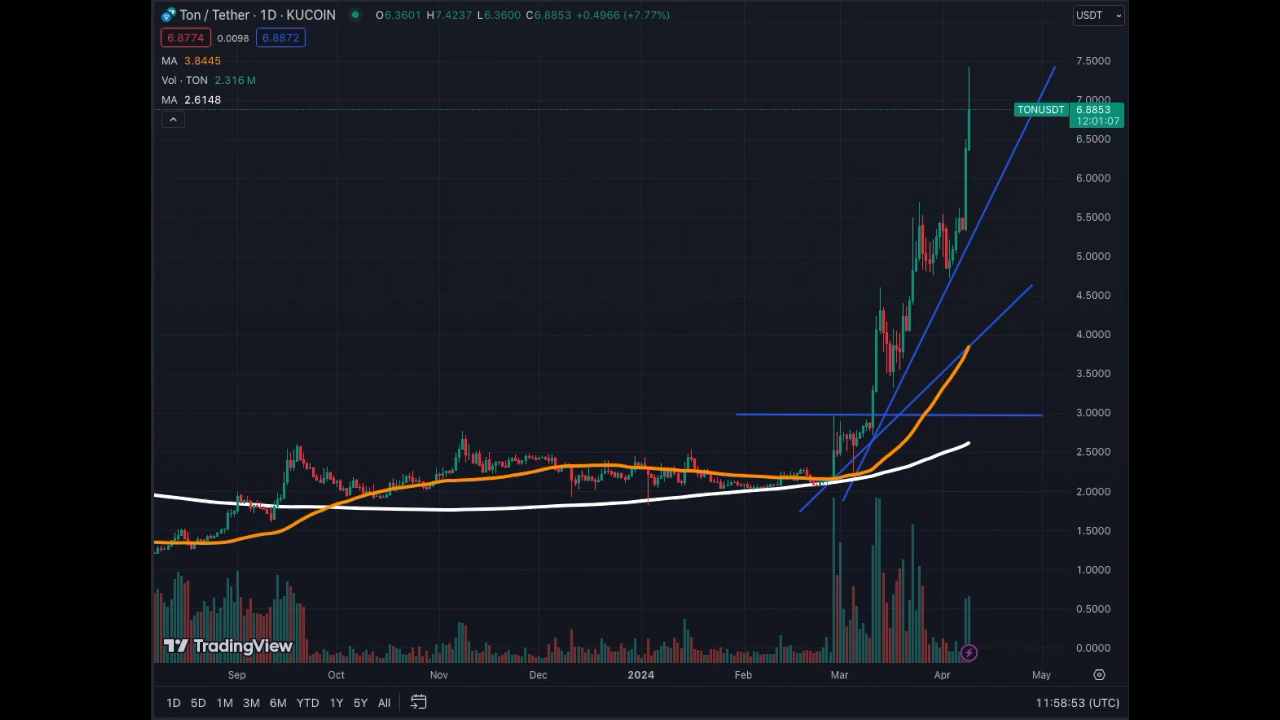 Ton / Tether · 1D · KUCOIN O6.3601 H7.4237 L6.3600 C6.8853 +0.4966 (+7.77%)
USDT
6.8774 0.0098 6.8872
MA 3.8445
Vol · TON 2.316 M
MA 2.6148
7.5000
7.0000
TONUSDT 6.8853
12:01:07
6.5000
6.0000
5.5000
5.0000
4.5000
4.0000
3.5000
3.0000
2.5000
2.0000
1.5000
1.0000
0.5000
0.0000
TradingView
Sep Oct Nov Dec 2024 Feb Mar Apr May
1D 5D 1M 3M 6M YTD 1Y 5Y All 11:58:53 (UTC)